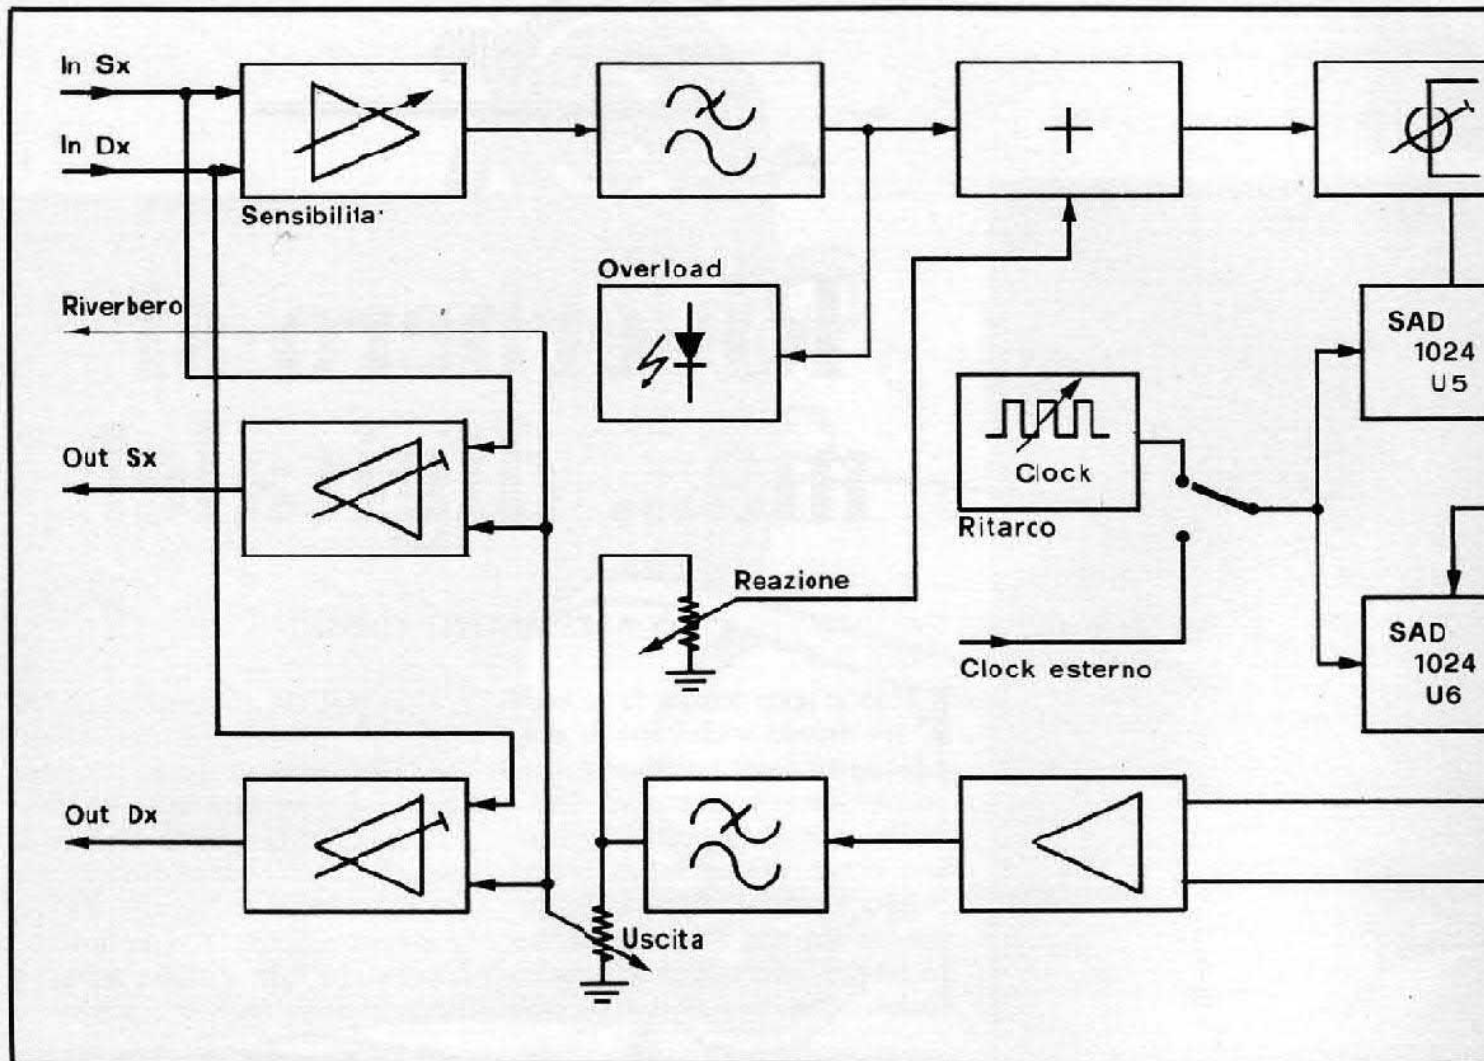 In Sx
In Dx
Sensibilita'
Riverbero
Overload
+
SAD
1024
U5
Clock
Ritarco
Out Sx
Reazione
Clock esterno
SAD
1024
U6
Out Dx
Uscita